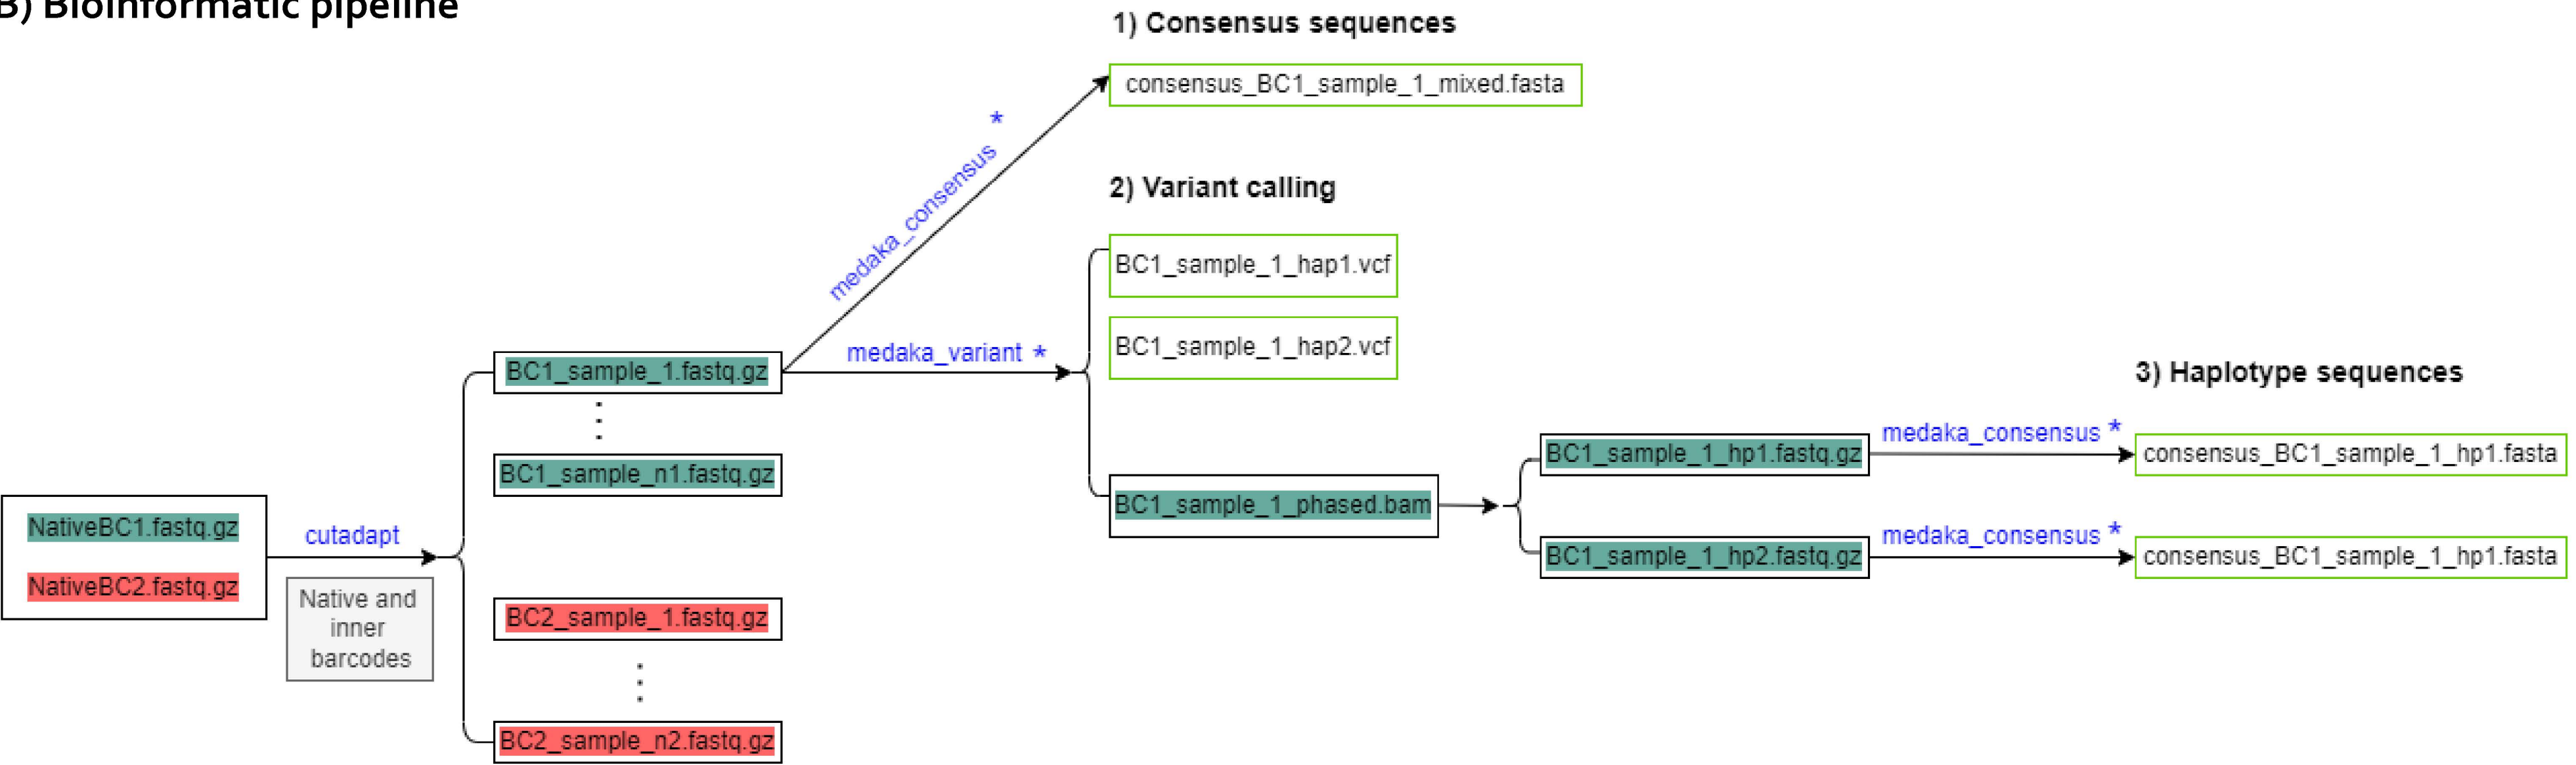 B) Bioinformatic pipeline
1) Consensus sequences
consensus_BC1_sample_1_mixed.fasta
medaka_consensus *
2) Variant calling
BC1_sample_1_hap1.vcf
BC1_sample_1_hap2.vcf
medaka_variant *
BC1_sample_1.fastq.gz
BC1_sample_n1.fastq.gz
NativeBC1.fastq.gz
NativeBC2.fastq.gz
cutadapt
Native and
inner
barcodes
BC2_sample_1.fastq.gz
BC2_sample_n2.fastq.gz
BC1_sample_1_phased.bam
BC1_sample_1_hp1.fastq.gz
BC1_sample_1_hp2.fastq.gz
3) Haplotype sequences
medaka_consensus *
consensus_BC1_sample_1_hp1.fasta
medaka_consensus *
consensus_BC1_sample_1_hp1.fasta